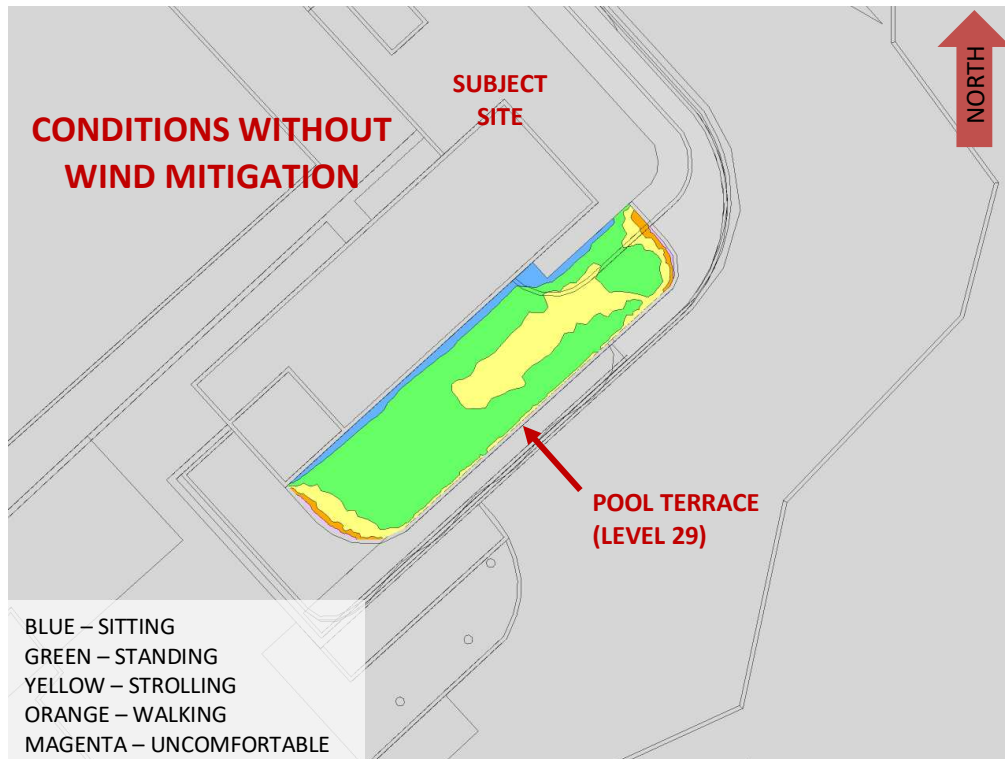 NORTH
SUBJECT
SITE
CONDITIONS WITHOUT
WIND MITIGATION
POOL TERRACE
(LEVEL 29)
BLUE – SITTING
GREEN – STANDING
YELLOW – STROLLING
ORANGE – WALKING
MAGENTA – UNCOMFORTABLE